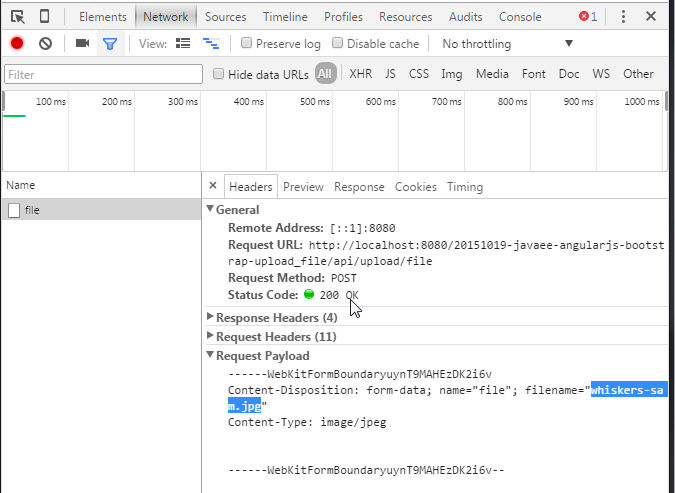 Elements Network Sources Timeline Profiles Resources Audits Console 1
View: Preserve log Disable cache No throttling
Filter Hide data URLs All XHR JS CSS Img Media Font Doc WS Other
100 ms 200 ms 300 ms 400 ms 500 ms 600 ms 700 ms 800 ms 900 ms 1000 ms
Name
file
× Headers Preview Response Cookies Timing
General
Remote Address: [::1]:8080
Request URL: http://localhost:8080/20151019-javaee-angularjs-bootst
rap-upload_file/api/upload/file
Request Method: POST
Status Code: 200 OK
Response Headers (4)
Request Headers (11)
Request Payload
------WebKitFormBoundaryuynT9MAHEzDK2i6v
Content-Disposition: form-data; name="file"; filename="whiskers-sa
m.jpg"
Content-Type: image/jpeg
------WebKitFormBoundaryuynT9MAHEzDK2i6v--